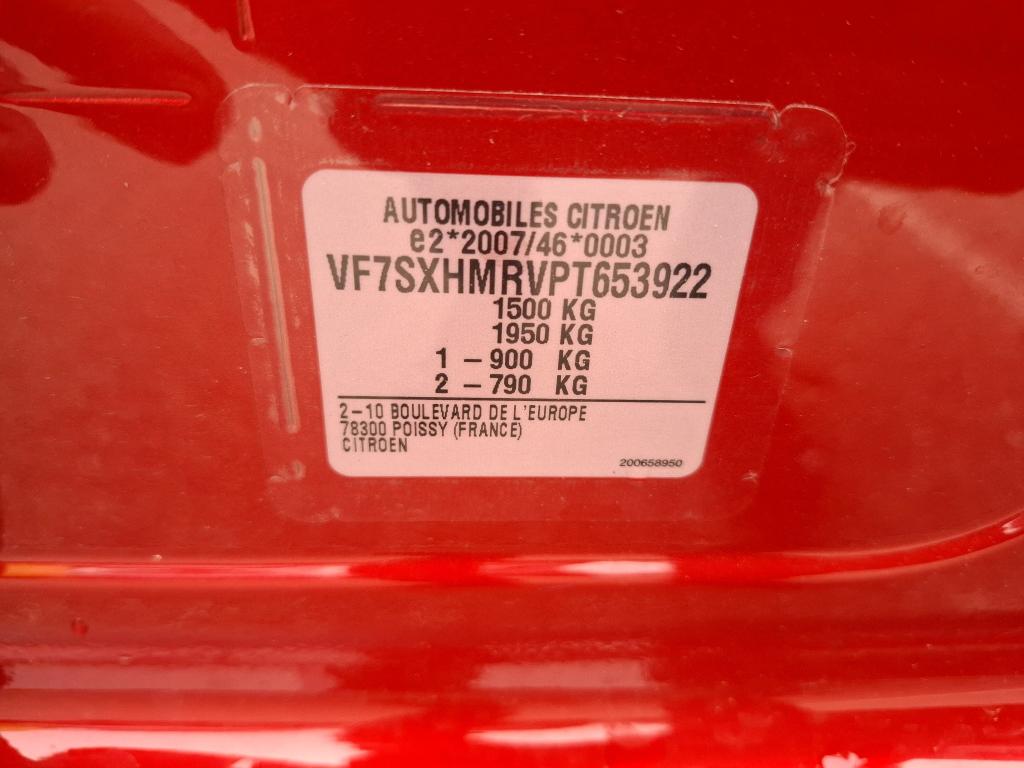 AUTOMOBILES CITROEN
e2*2007/46*0003
VF7SXHMRVPT653922
1500 KG
1950 KG
1 – 900 KG
2 – 790 KG
2–10 BOULEVARD DE L'EUROPE
78300 POISSY (FRANCE)
CITROEN
200658950